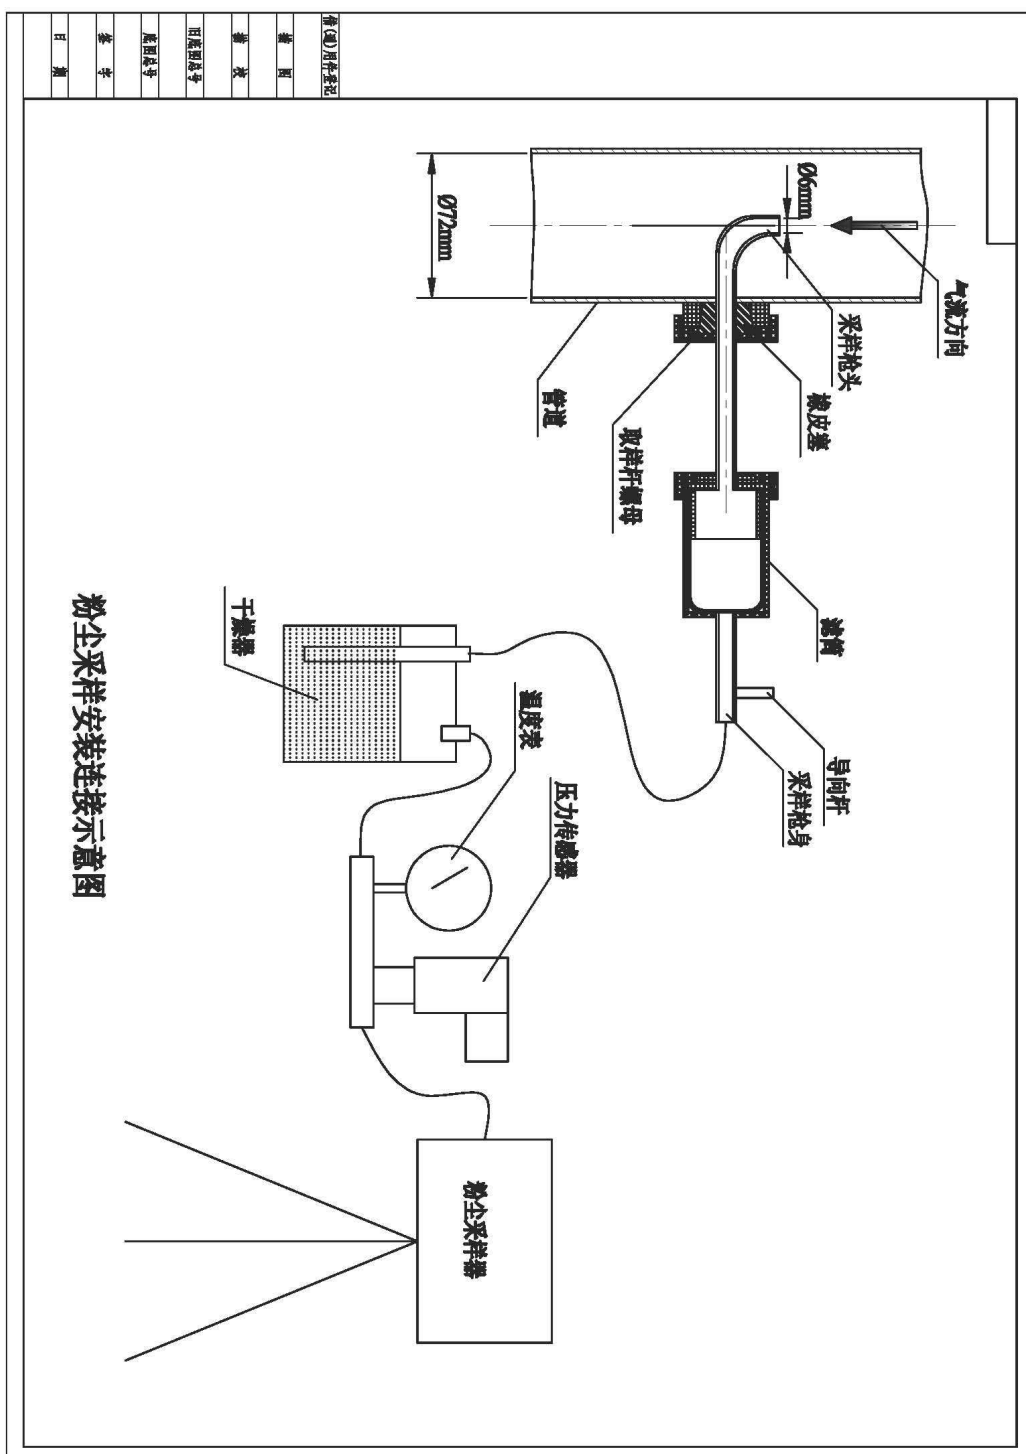 借(通)用件登记
描 图
描 校
旧底图总号
底图总号
签 字
日 期
气流方向
Ø6mm
Ø72mm
采样枪头
橡皮塞
取样杆螺母
管道
滤筒
导向杆
采样枪身
干燥器
温度表
压力传感器
粉尘采样器
粉尘采样安装连接示意图